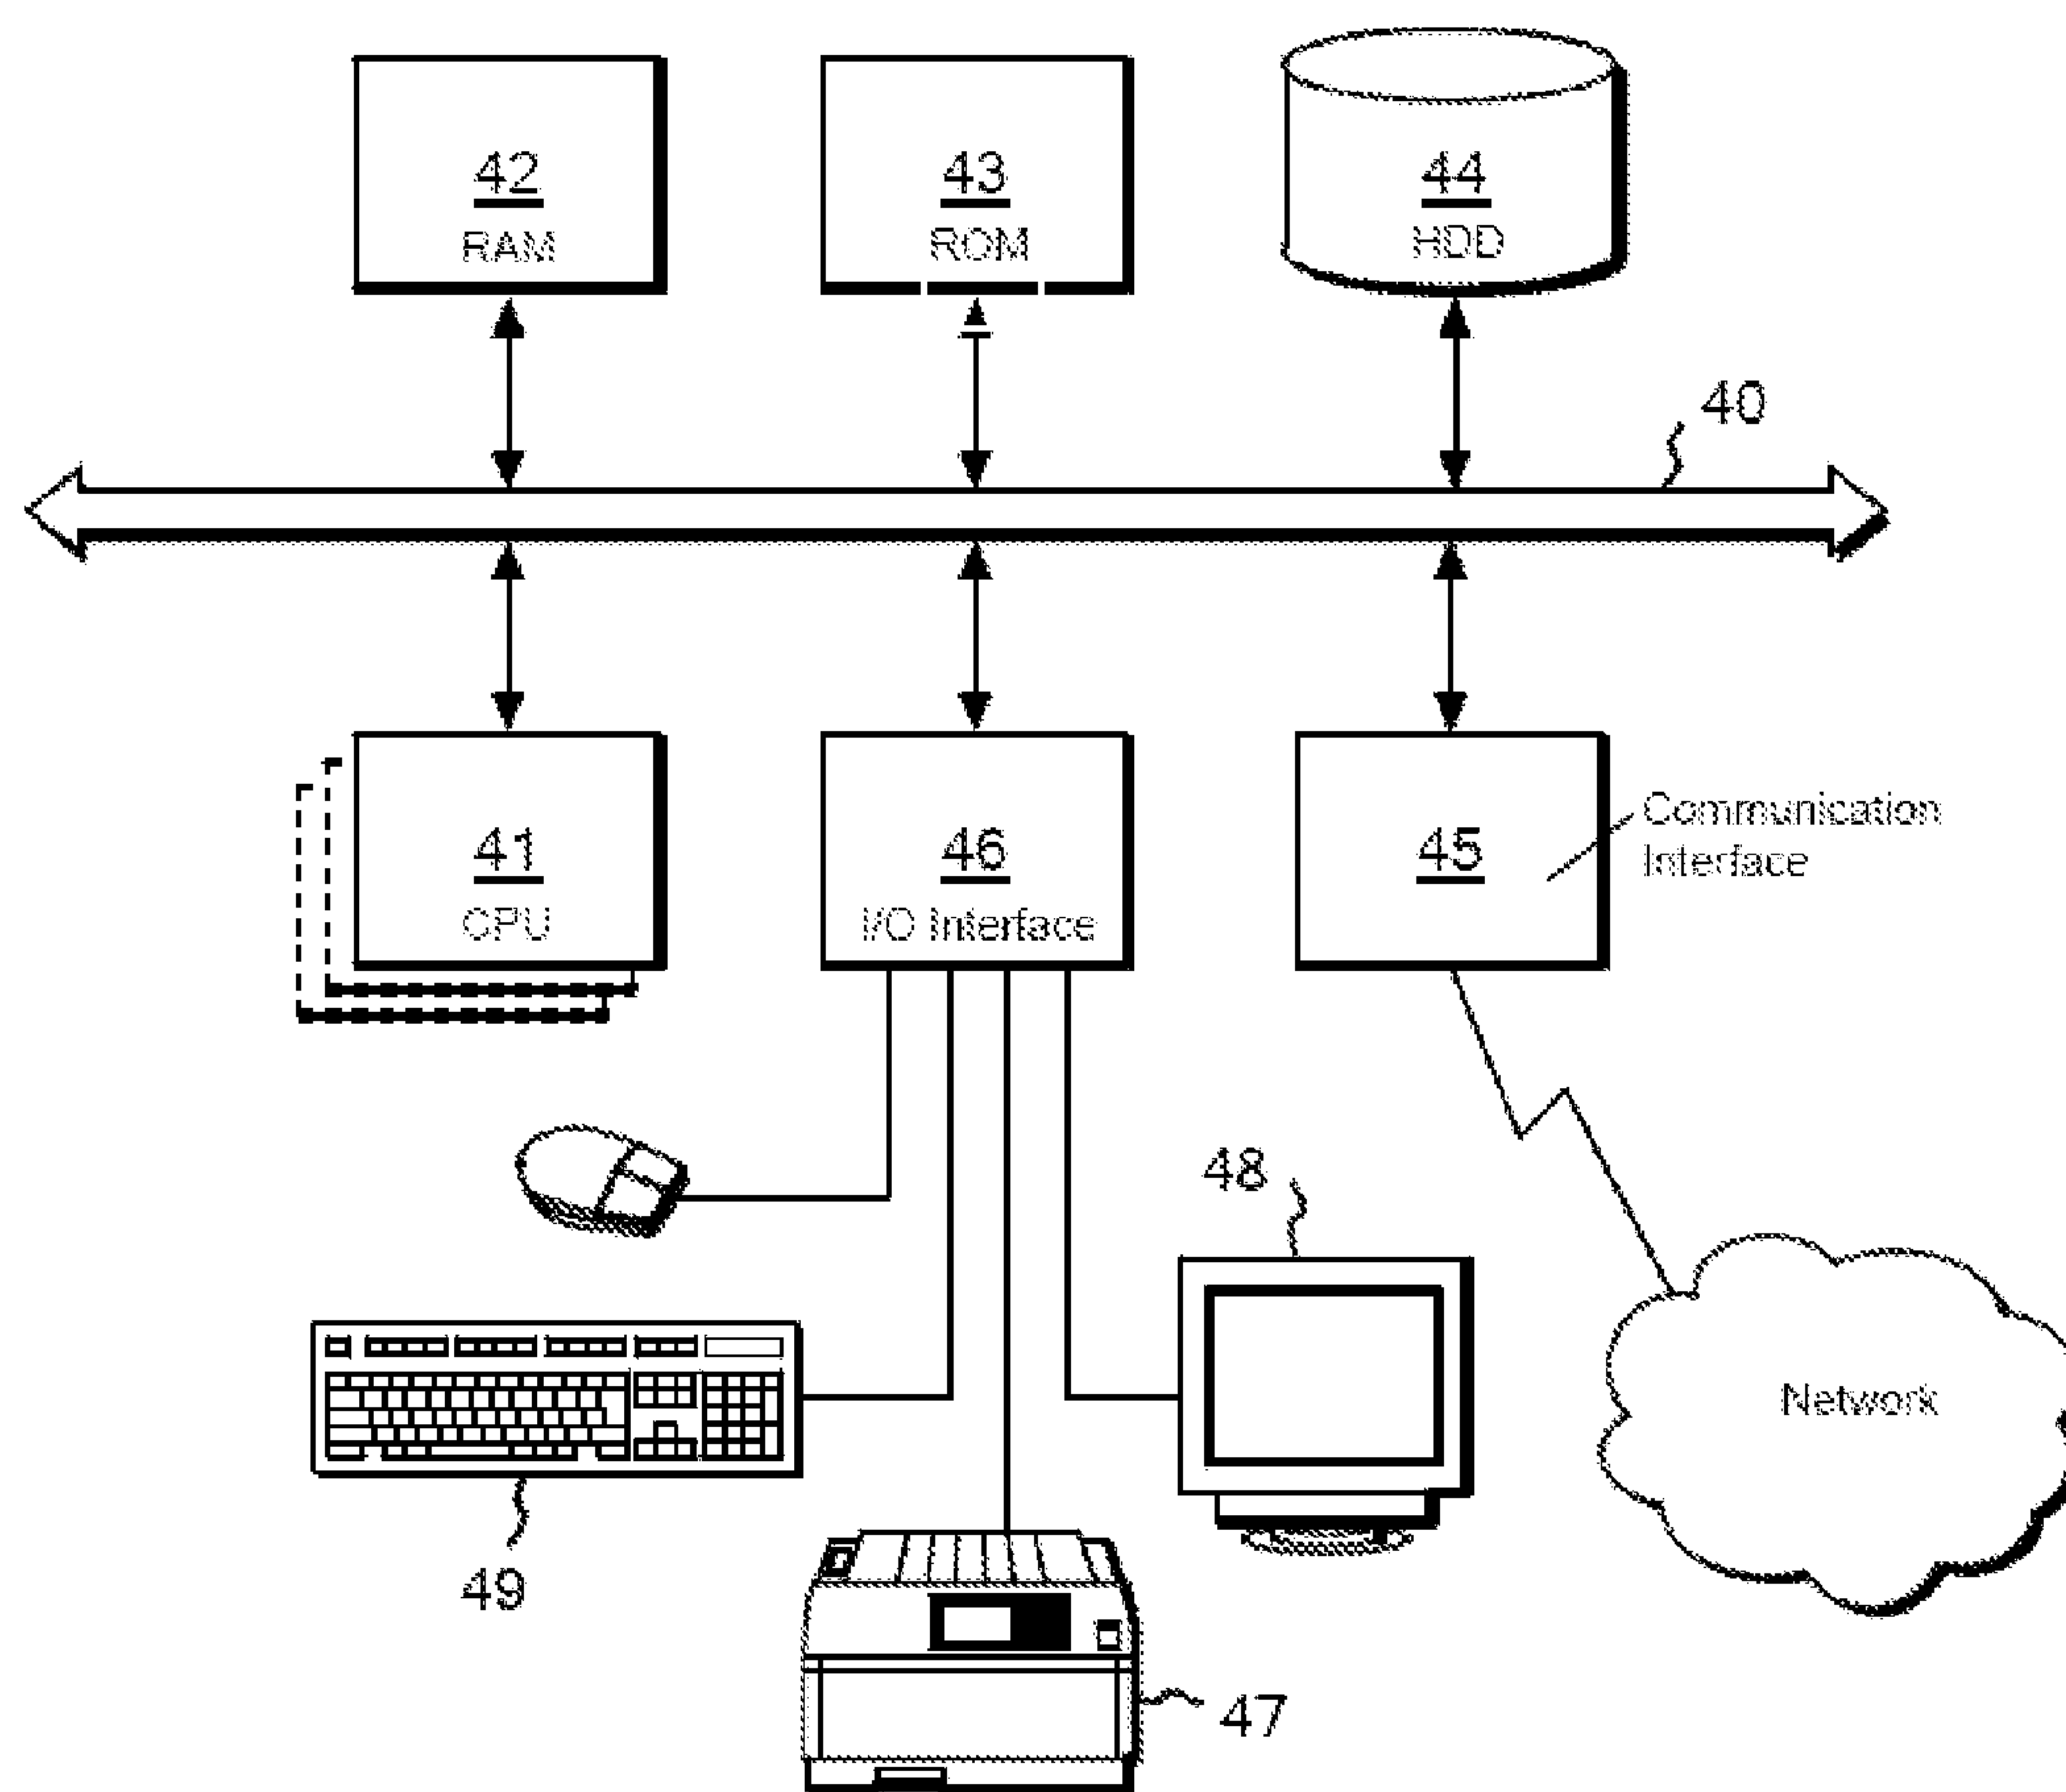 42
RAM
43
ROM
44
HDD
40
41
CPU
46
I/O Interface
45
Communication
Interface
48
Network
49
47